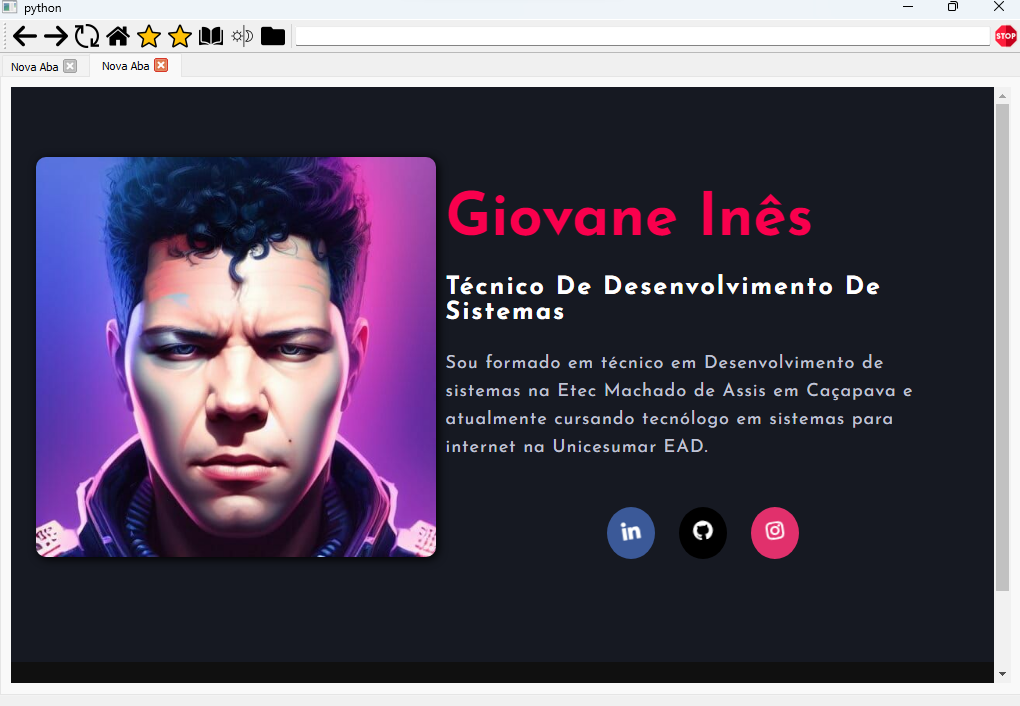 python
STOP
Nova Aba
Nova Aba
Giovane Inês
Técnico De Desenvolvimento De
Sistemas
Sou formado em técnico em Desenvolvimento de
sistemas na Etec Machado de Assis em Caçapava e
atualmente cursando tecnólogo em sistemas para
internet na Unicesumar EAD.
in